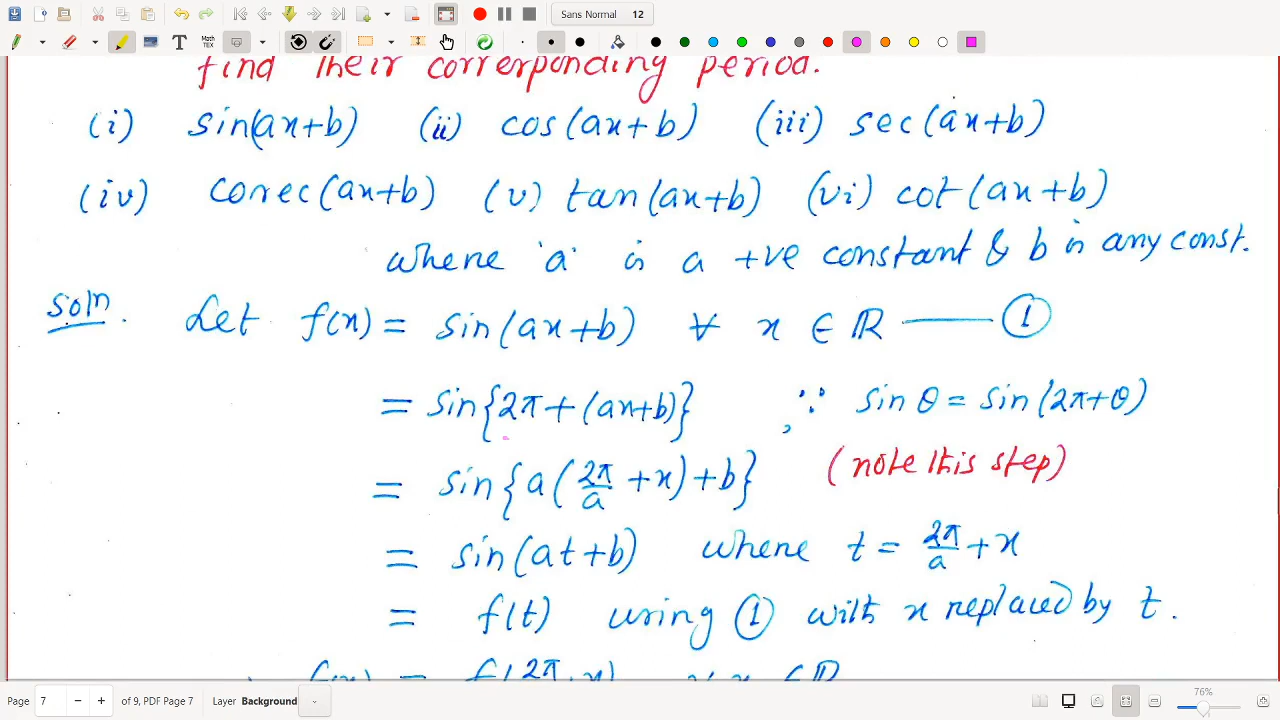 Sans Normal 12
find their corresponding period.
(i) sin(ax+b) (ii) cos(ax+b) (iii) sec(ax+b)
(iv) cosec(ax+b) (v) tan(ax+b) (vi) cot(ax+b)
where 'a' is a +ve constant & b is any const.
Soln. Let f(x) = sin(ax+b) ∀ x ∈ ℝ —— ①
= sin{2π+(ax+b)} , ∵ sin θ = sin(2π+θ)
= sin{a(2π/a +x)+b} (note this step)
= sin(at+b) where t = 2π/a + x
= f(t) using ① with x replaced by t.
Page 7 of 9, PDF Page 7 Layer Background 76%